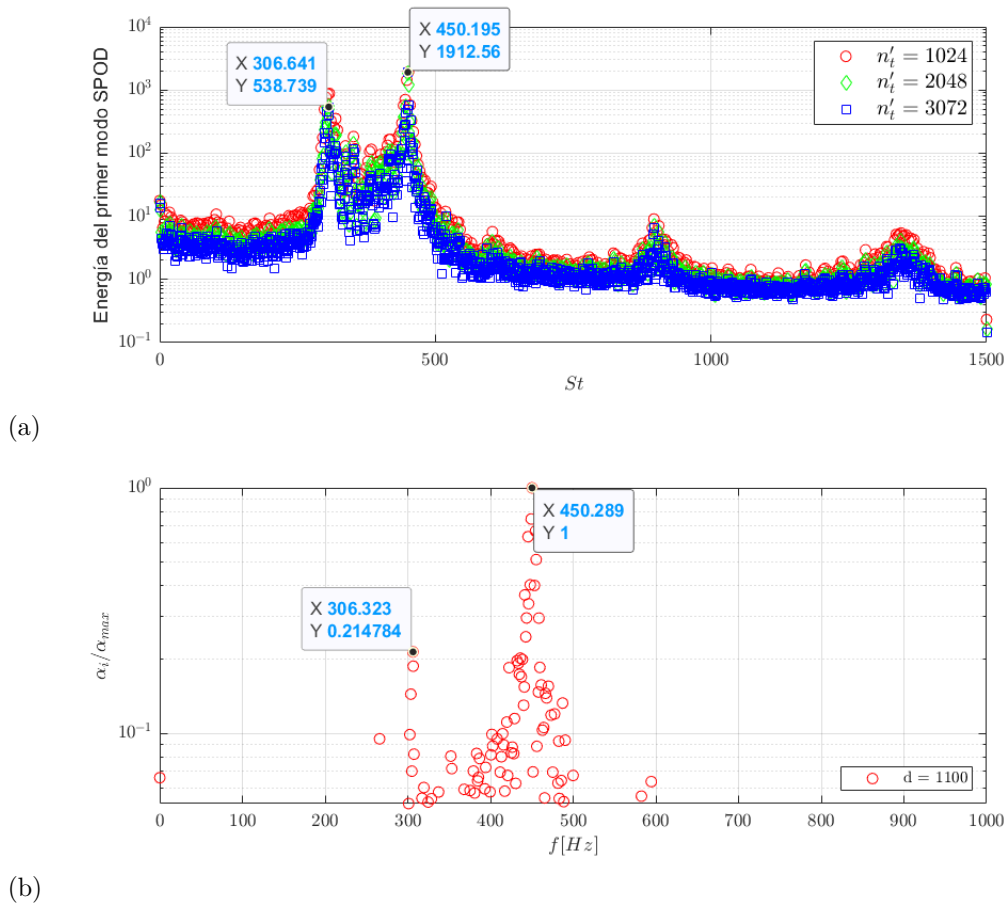 10^4
10^3
10^2
10^1
10^0
10^{-1}
Energía del primer modo SPOD
X 306.641
Y 538.739
X 450.195
Y 1912.56
n'_t = 1024
n'_t = 2048
n'_t = 3072
0 500 1000 1500
St
(a)
10^0
10^{-1}
α_i/α_{max}
X 306.323
Y 0.214784
X 450.289
Y 1
d = 1100
0 100 200 300 400 500 600 700 800 900 1000
f[Hz]
(b)